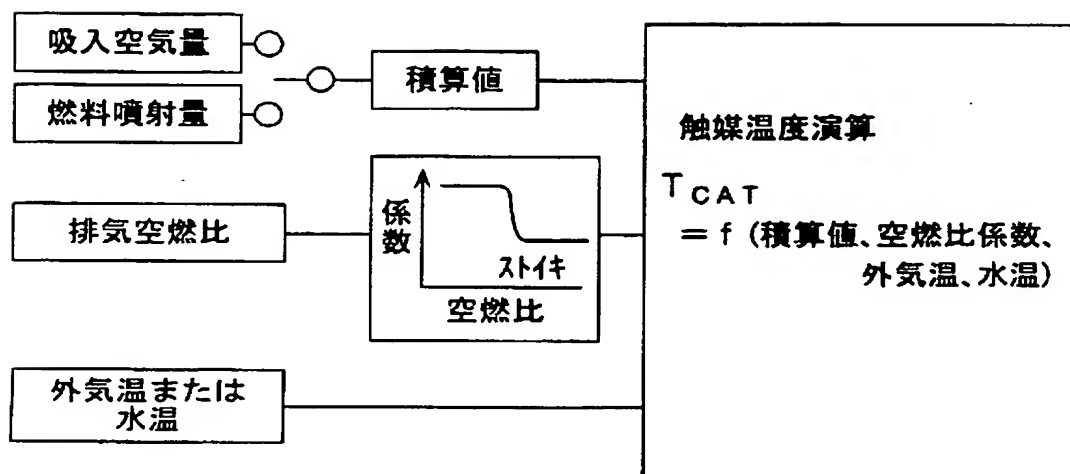 吸入空気量
燃料噴射量
積算値
排気空燃比
係数
ストイキ
空燃比
外気温または
水温
触媒温度演算
TCAT
＝f(積算値、空燃比係数、
外気温、水温)